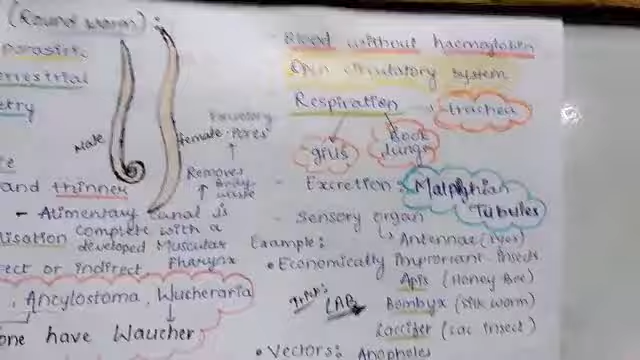 (Round worm):
Parasitic
errestrial
etry
Male
female
Excretory
Pores
Removes
Body
waste
and thinner
- Alimentary canal is
complete with a
lisation developed Muscular
Pharynx
ect or indirect
, Ancylostoma, Wucheraria
one have Waucher
- Blood without haemoglobin
Open circulatory system
Respiration
trachea
gills
Book
lungs
- Excretion: Malpighian
Tubules
- Sensory organ
Antennae (eyes)
Example:
• Economically Important insects
Apis (Honey Bee)
LAB
Bombyx (silk worm)
Laccifer (Lac insect)
• Vectors: Anopheles